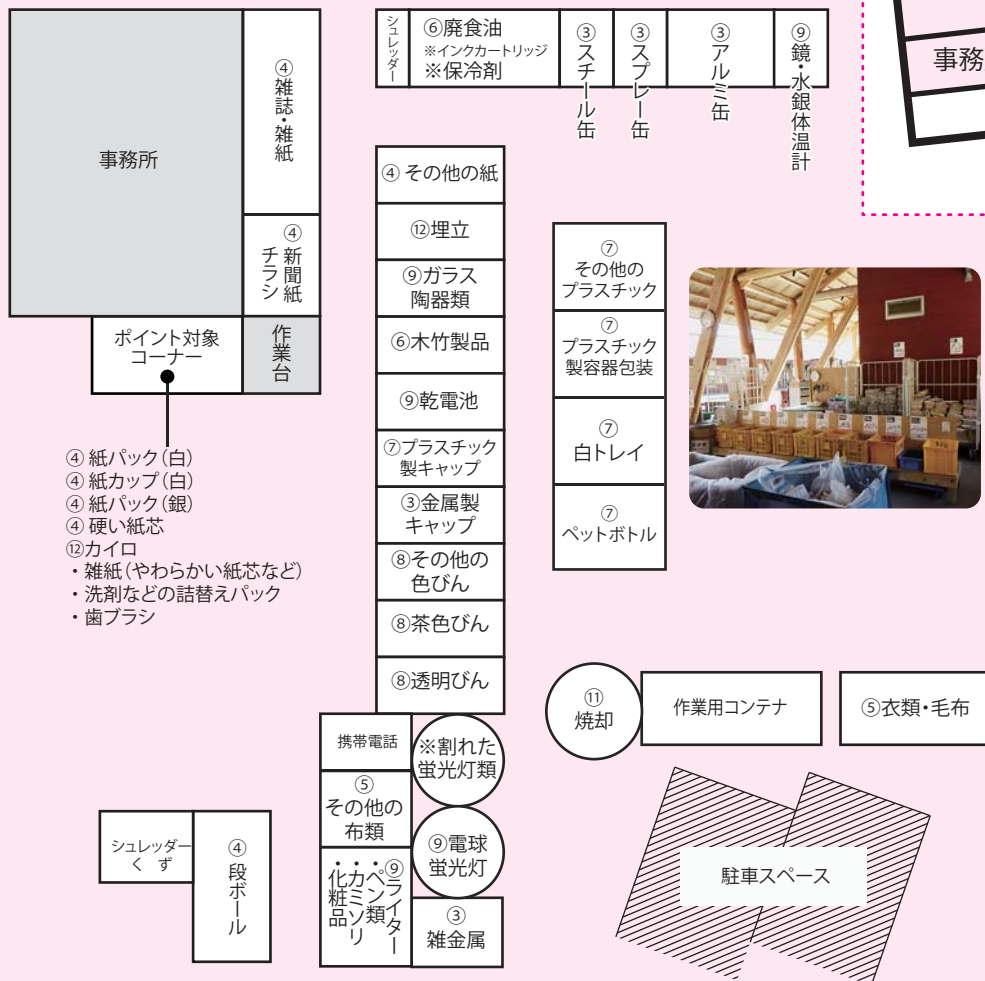 事務所
④雑誌・雑紙
④新聞紙
チラシ
ポイント対象
コーナー
作業台
④ 紙パック（白）
④ 紙カップ（白）
④ 紙パック（銀）
④ 硬い紙芯
⑫カイロ
・雑紙（やわらかい紙芯など）
・洗剤などの詰替えパック
・歯ブラシ
シュレッダー
⑥廃食油
※インクカートリッジ
※保冷剤
③スチール缶
③スプレー缶
③アルミ缶
⑨鏡・水銀体温計
事務
④ その他の紙
⑫埋立
⑨ガラス
陶器類
⑥木竹製品
⑨乾電池
⑦プラスチック
製キャップ
③金属製
キャップ
⑧その他の
色びん
⑧茶色びん
⑧透明びん
⑦
その他の
プラスチック
⑦
プラスチック
製容器包装
⑦
白トレイ
⑦
ペットボトル
携帯電話
※割れた
蛍光灯類
⑤
その他の
布類
⑨電球
蛍光灯
⑨ライター
・ペン類
・カミソリ
・化粧品
③
雑金属
シュレッダー
くず
④段ボール
⑪
焼却
作業用コンテナ
⑤衣類・毛布
駐車スペース